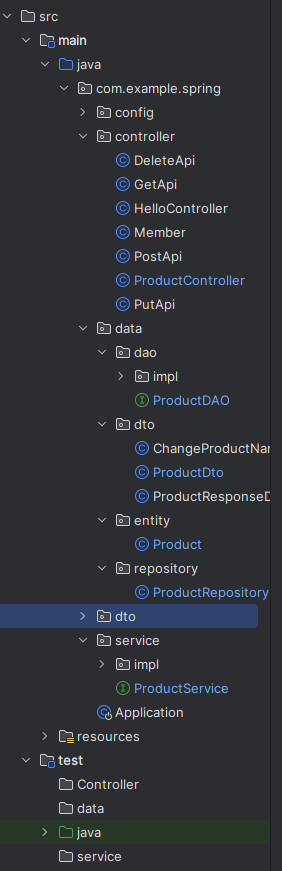 src
main
java
com.example.spring
config
controller
DeleteApi
GetApi
HelloController
Member
PostApi
ProductController
PutApi
data
dao
impl
ProductDAO
dto
ChangeProductNar
ProductDto
ProductResponseD
entity
Product
repository
ProductRepository
dto
service
impl
ProductService
Application
resources
test
Controller
data
java
service